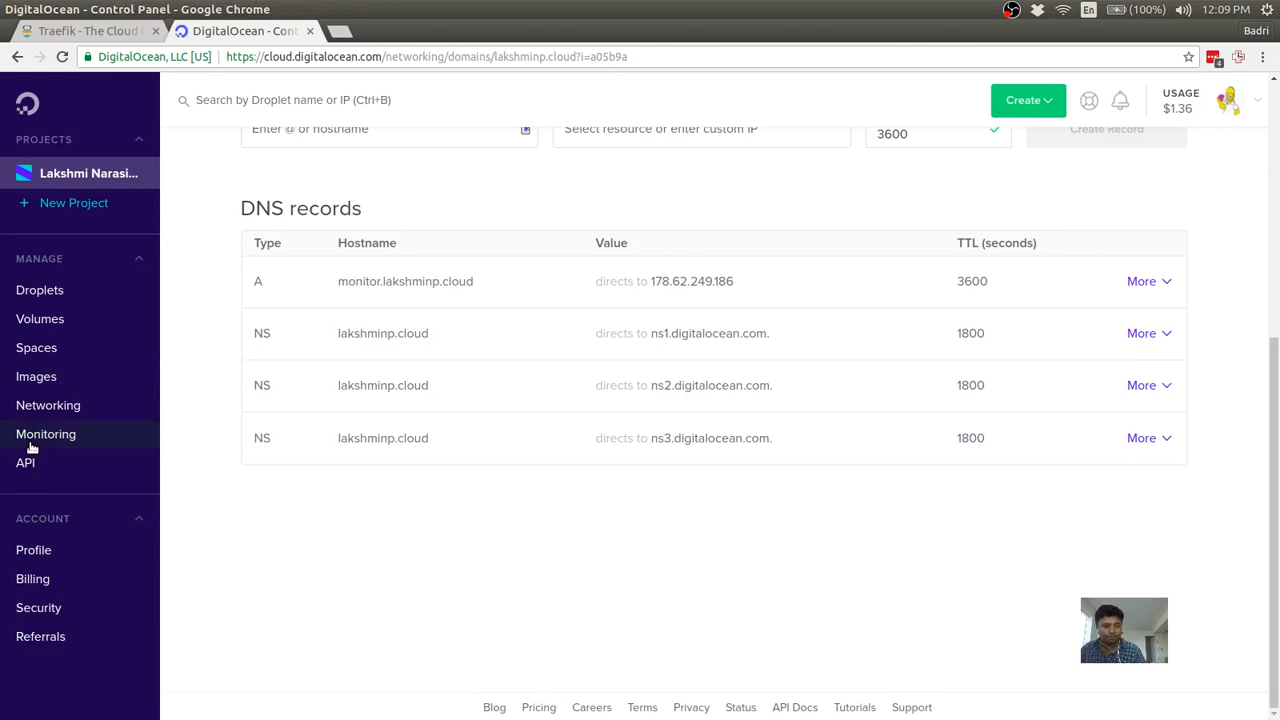 DigitalOcean - Control Panel - Google Chrome
En
(100%)
12:09 PM
Traefik - The Cloud
DigitalOcean - Cont
Badri
DigitalOcean, LLC [US]
https://cloud.digitalocean.com/networking/domains/lakshminp.cloud?i=a05b9a
4
Search by Droplet name or IP (Ctrl+B)
Create
USAGE
$1.36
PROJECTS
Lakshmi Narasi...
+ New Project
MANAGE
Droplets
Volumes
Spaces
Images
Networking
Monitoring
API
ACCOUNT
Profile
Billing
Security
Referrals
Enter @ or hostname
Select resource or enter custom IP
3600
Create Record
DNS records
Type Hostname Value TTL (seconds)
A monitor.lakshminp.cloud directs to 178.62.249.186 3600 More
NS lakshminp.cloud directs to ns1.digitalocean.com. 1800 More
NS lakshminp.cloud directs to ns2.digitalocean.com. 1800 More
NS lakshminp.cloud directs to ns3.digitalocean.com. 1800 More
Blog Pricing Careers Terms Privacy Status API Docs Tutorials Support